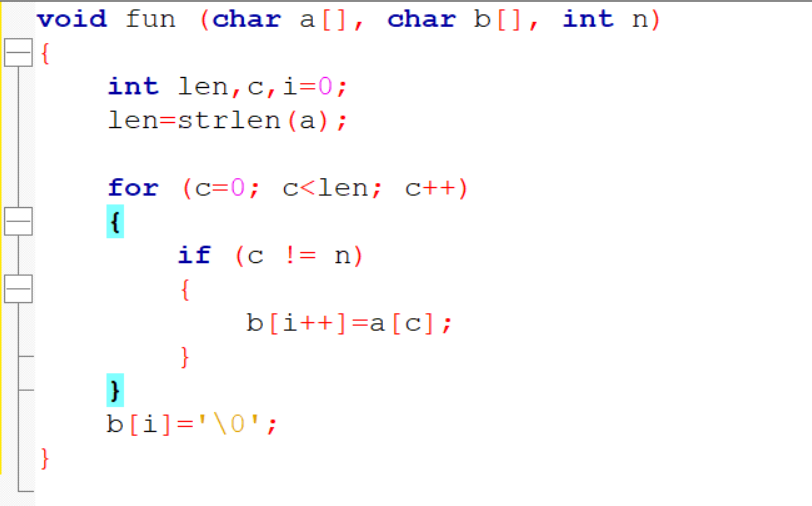 void fun (char a[], char b[], int n)
{
int len,c,i=0;
len=strlen(a);
for (c=0; c<len; c++)
{
if (c != n)
{
b[i++]=a[c];
}
}
b[i]='\0';
}